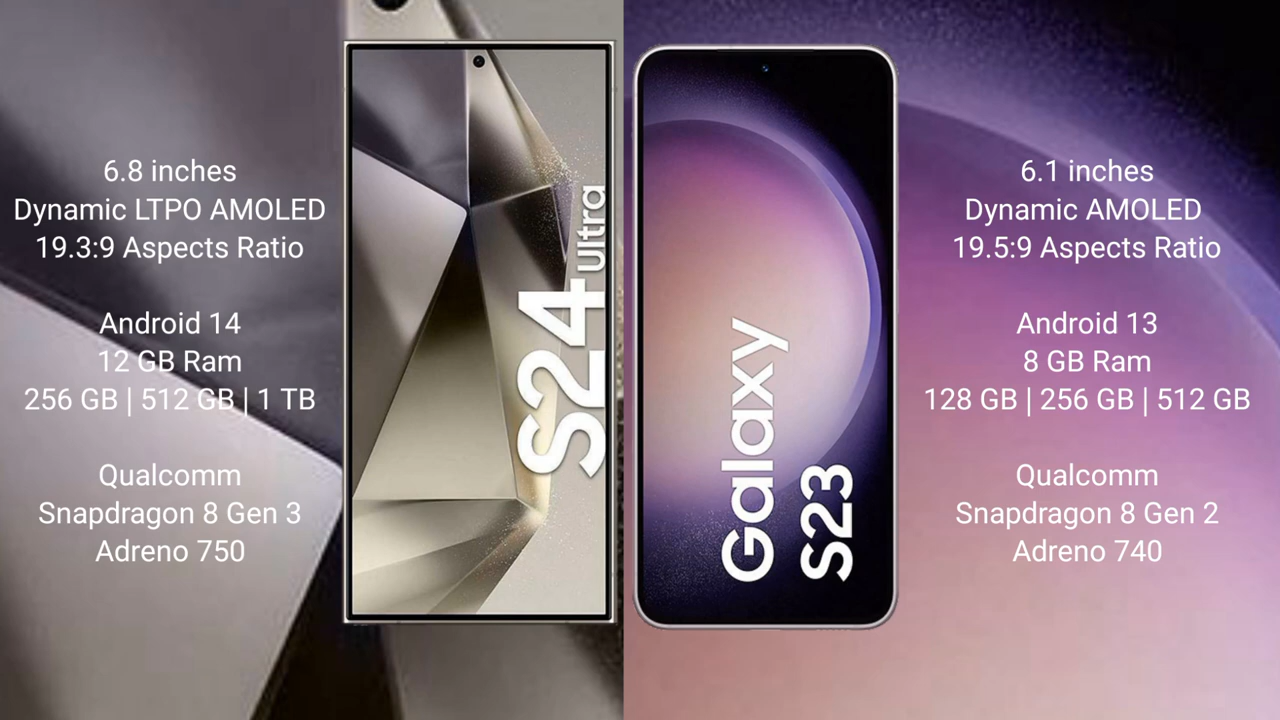 6.8 inches
Dynamic LTPO AMOLED
19.3:9 Aspects Ratio
Android 14
12 GB Ram
256 GB | 512 GB | 1 TB
Qualcomm
Snapdragon 8 Gen 3
Adreno 750
S24 Ultra
Galaxy
S23
6.1 inches
Dynamic AMOLED
19.5:9 Aspects Ratio
Android 13
8 GB Ram
128 GB | 256 GB | 512 GB
Qualcomm
Snapdragon 8 Gen 2
Adreno 740